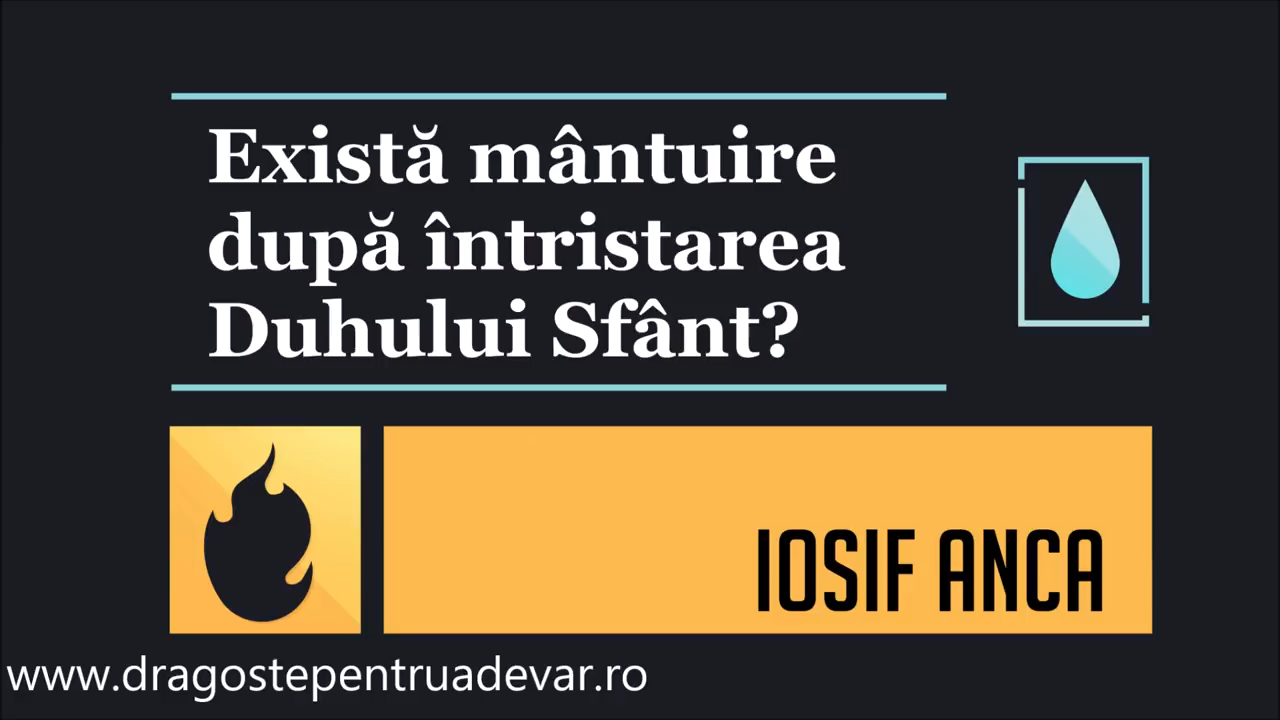 Există mântuire
după întristarea
Duhului Sfânt?
IOSIF ANCA
www.dragostepentruadevar.ro